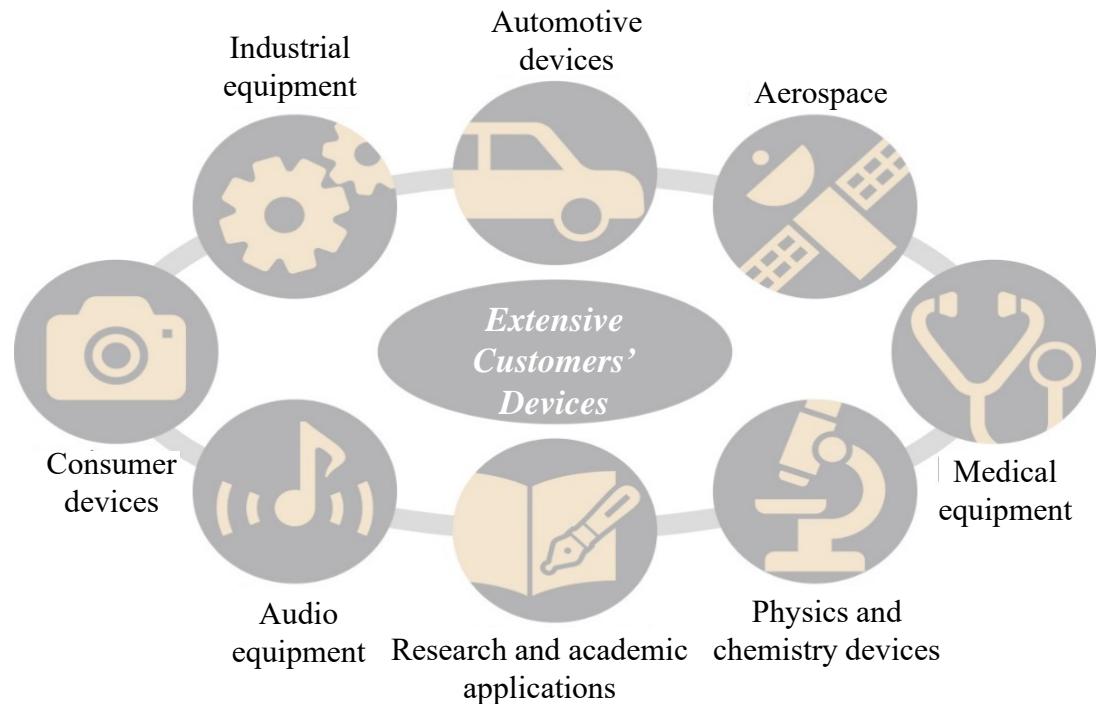 Automotive
devices
Industrial
equipment
Aerospace
Extensive
Customers’
Devices
Consumer
devices
Medical
equipment
Audio
equipment
Research and academic
applications
Physics and
chemistry devices